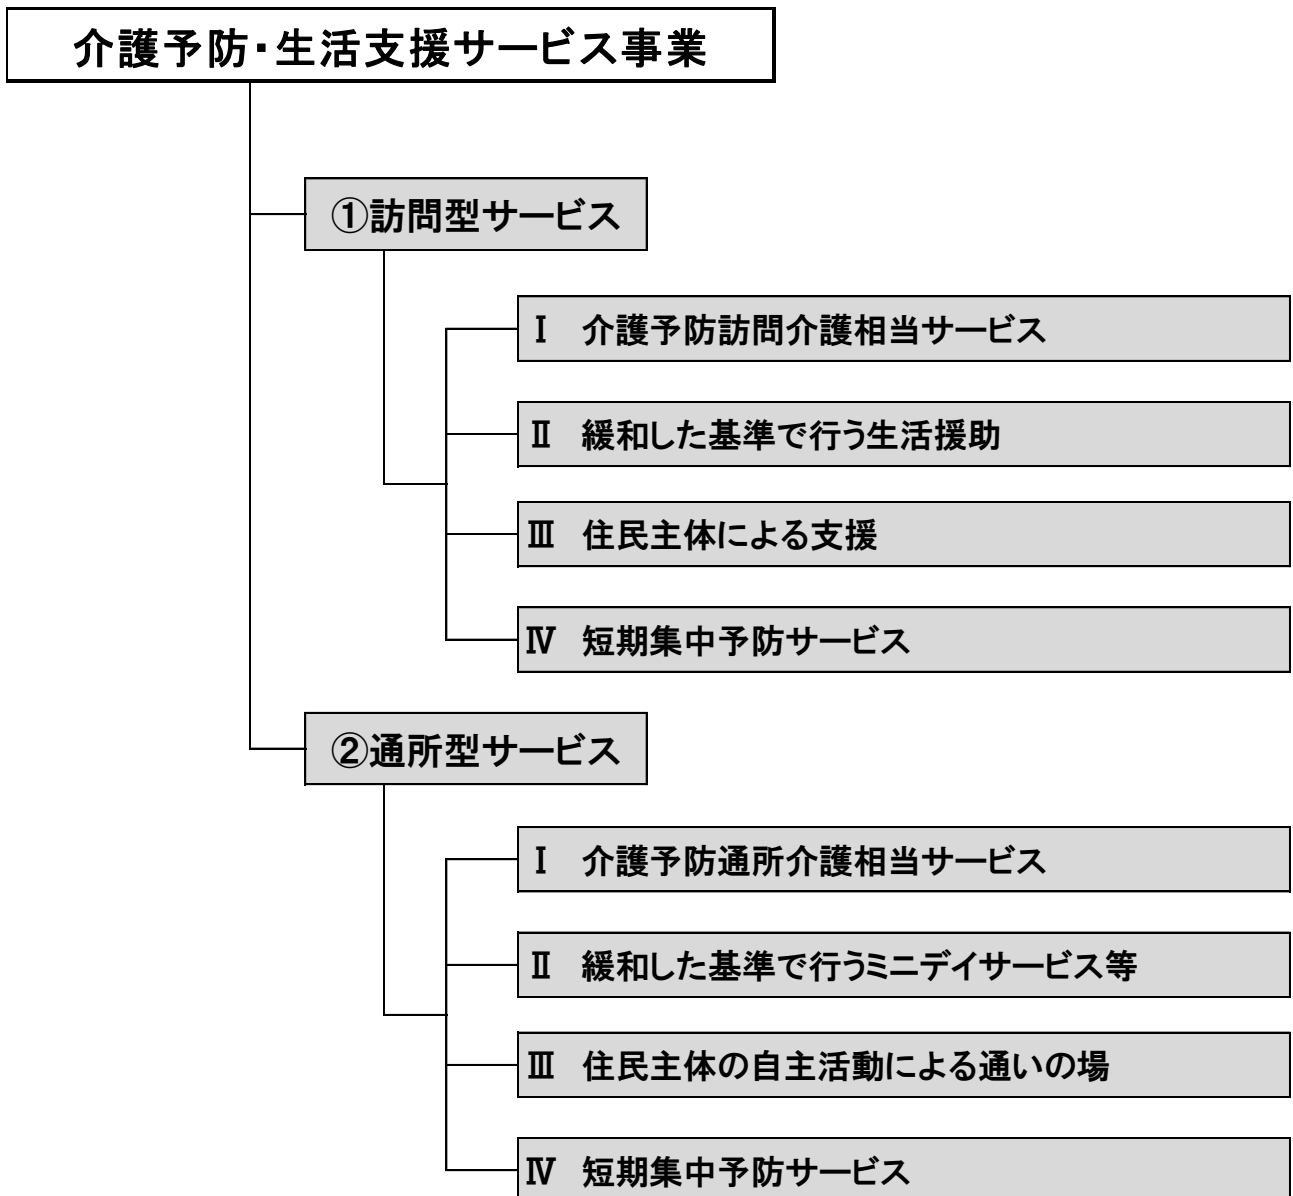 介護予防・生活支援サービス事業
①訪問型サービス
Ⅰ 介護予防訪問介護相当サービス
Ⅱ 緩和した基準で行う生活援助
Ⅲ 住民主体による支援
Ⅳ 短期集中予防サービス
②通所型サービス
Ⅰ 介護予防通所介護相当サービス
Ⅱ 緩和した基準で行うミニデイサービス等
Ⅲ 住民主体の自主活動による通いの場
Ⅳ 短期集中予防サービス